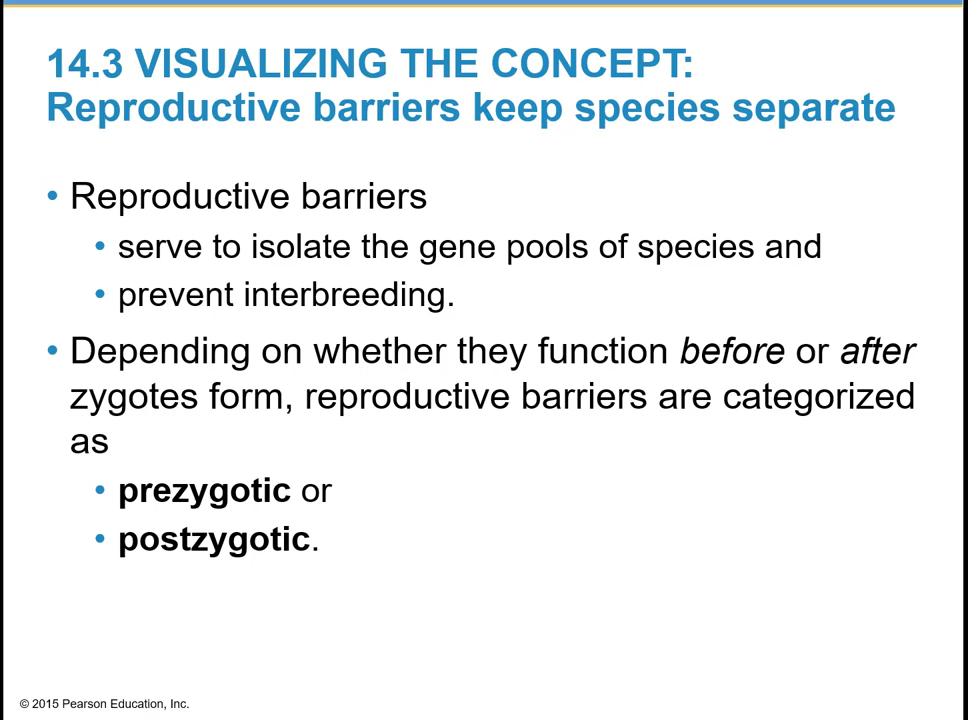 14.3 VISUALIZING THE CONCEPT:
Reproductive barriers keep species separate
• Reproductive barriers
• serve to isolate the gene pools of species and
• prevent interbreeding.
• Depending on whether they function before or after
zygotes form, reproductive barriers are categorized
as
• prezygotic or
• postzygotic.
© 2015 Pearson Education, Inc.